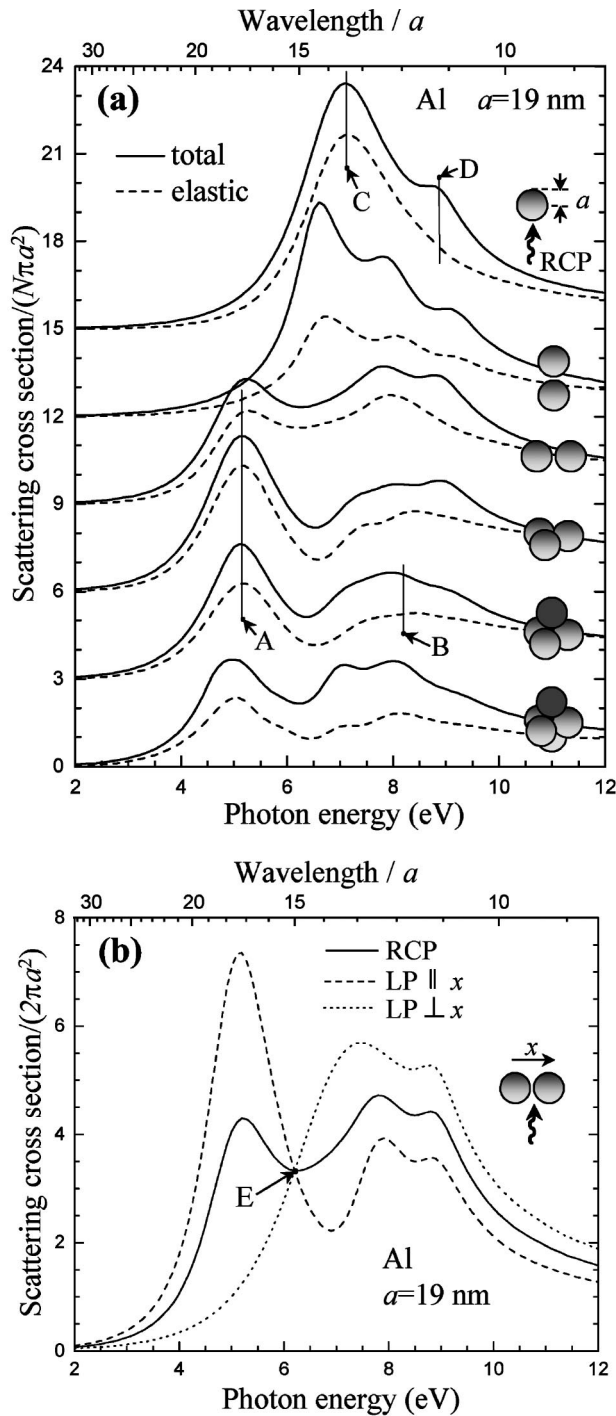 Wavelength / a
30 20 15 10
(a) Al a=19 nm
total
elastic
C
D
a
RCP
A
B
Scattering cross section/(Nπa²)
24
21
18
15
12
9
6
3
0
2 4 6 8 10 12
Photon energy (eV)
Wavelength / a
30 20 15 10
(b)
RCP
LP ∥ x
LP ⊥ x
x
E
Al
a=19 nm
Scattering cross section/(2πa²)
8
6
4
2
0
2 4 6 8 10 12
Photon energy (eV)